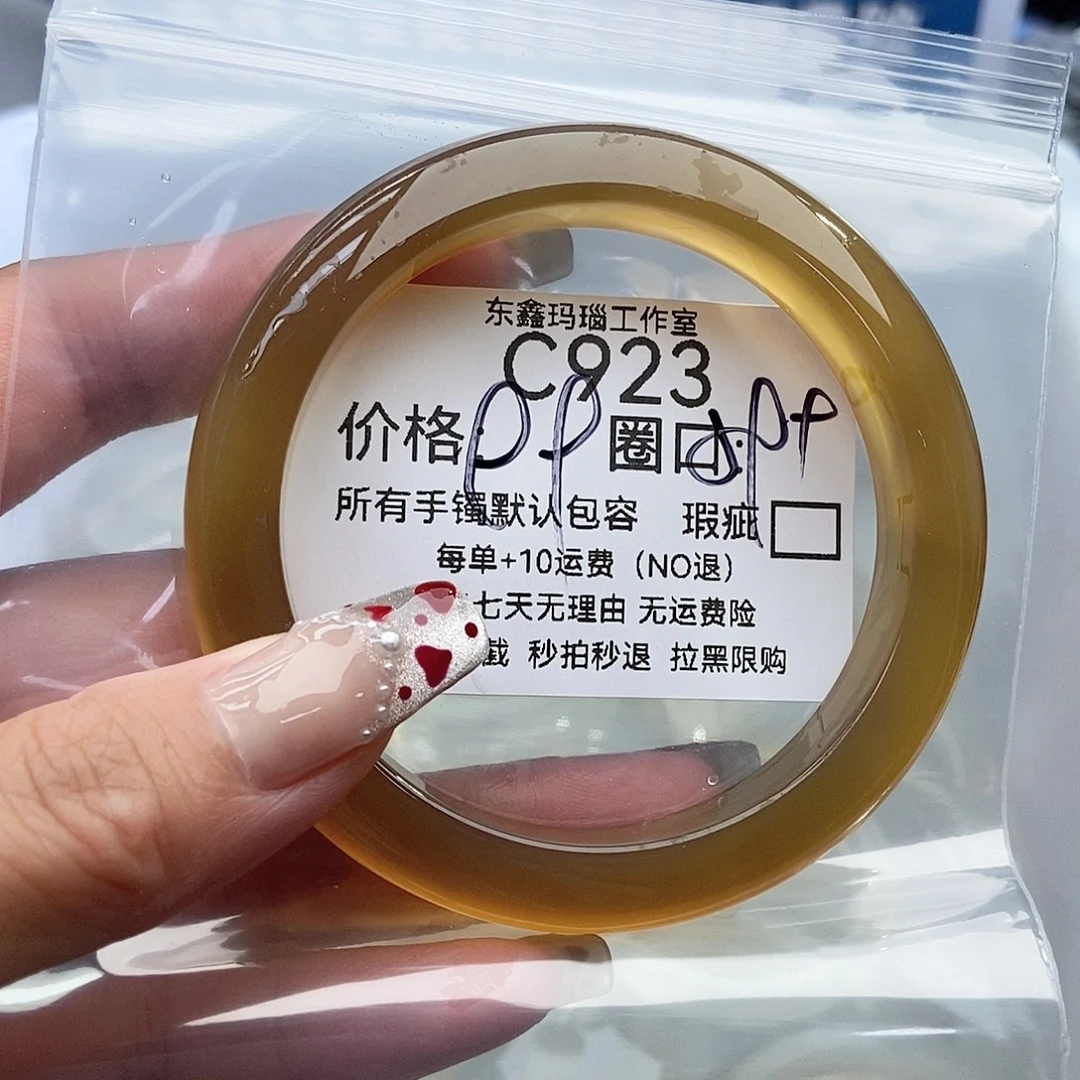 东鑫玛瑙工作室
C923
价格: 圈口:
所有手镯默认包容 瑕疵
每单+10运费（NO退）
七天无理由 无运费险
截 秒拍秒退 拉黑限购